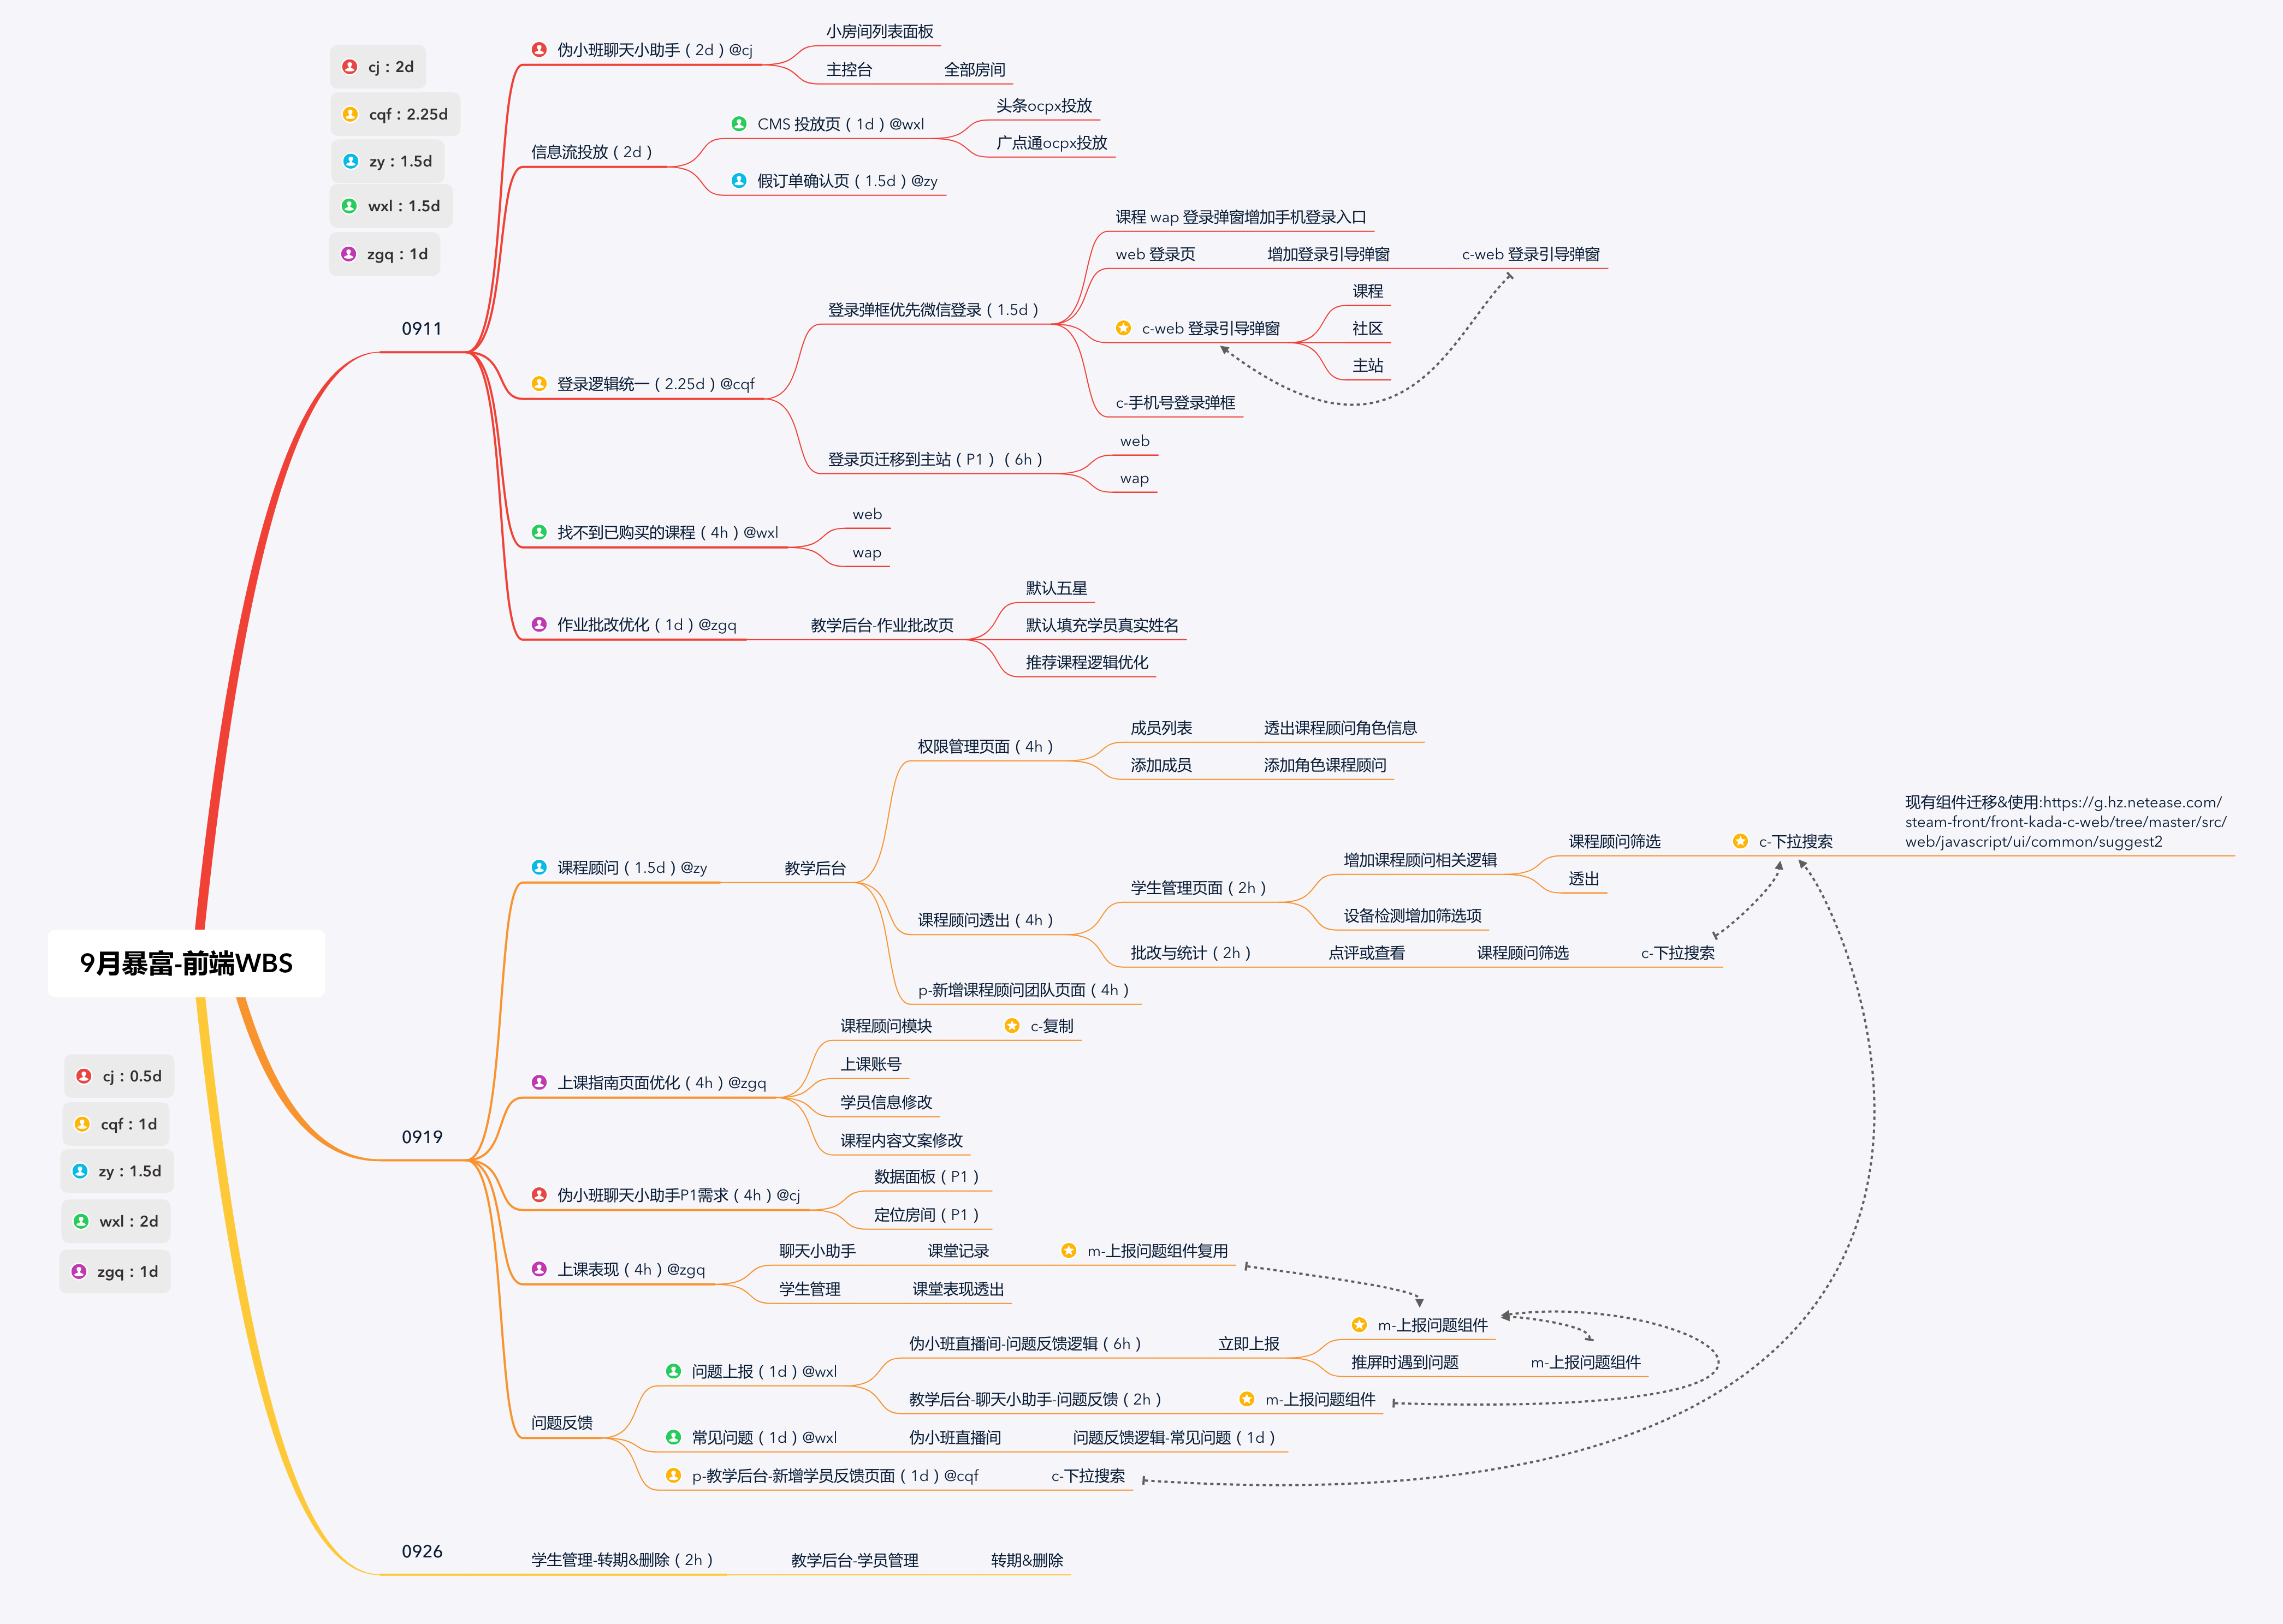 9月暴富-前端WBS
cj：2d
cqf：2.25d
zy：1.5d
wxl：1.5d
zgq：1d
0911
伪小班聊天小助手（2d）@cj
小房间列表面板
主控台
全部房间
信息流投放（2d）
CMS 投放页（1d）@wxl
头条ocpx投放
广点通ocpx投放
假订单确认页（1.5d）@zy
登录逻辑统一（2.25d）@cqf
登录弹框优先微信登录（1.5d）
课程 wap 登录弹窗增加手机登录入口
web 登录页
增加登录引导弹窗
c-web 登录引导弹窗
c-web 登录引导弹窗
课程
社区
主站
c-手机号登录弹框
登录页迁移到主站（P1）（6h）
web
wap
找不到已购买的课程（4h）@wxl
web
wap
作业批改优化（1d）@zgq
教学后台-作业批改页
默认五星
默认填充学员真实姓名
推荐课程逻辑优化
cj：0.5d
cqf：1d
zy：1.5d
wxl：2d
zgq：1d
0919
课程顾问（1.5d）@zy
教学后台
权限管理页面（4h）
成员列表
透出课程顾问角色信息
添加成员
添加角色课程顾问
课程顾问透出（4h）
学生管理页面（2h）
增加课程顾问相关逻辑
课程顾问筛选
c-下拉搜索
现有组件迁移&使用:https://g.hz.netease.com/
steam-front/front-kada-c-web/tree/master/src/
web/javascript/ui/common/suggest2
透出
设备检测增加筛选项
批改与统计（2h）
点评或查看
课程顾问筛选
c-下拉搜索
p-新增课程顾问团队页面（4h）
上课指南页面优化（4h）@zgq
课程顾问模块
c-复制
上课账号
学员信息修改
课程内容文案修改
伪小班聊天小助手P1需求（4h）@cj
数据面板（P1）
定位房间（P1）
上课表现（4h）@zgq
聊天小助手
课堂记录
m-上报问题组件复用
学生管理
课堂表现透出
问题反馈
问题上报（1d）@wxl
伪小班直播间-问题反馈逻辑（6h）
立即上报
m-上报问题组件
推屏时遇到问题
m-上报问题组件
教学后台-聊天小助手-问题反馈（2h）
m-上报问题组件
常见问题（1d）@wxl
伪小班直播间
问题反馈逻辑-常见问题（1d）
p-教学后台-新增学员反馈页面（1d）@cqf
c-下拉搜索
0926
学生管理-转期&删除（2h）
教学后台-学员管理
转期&删除